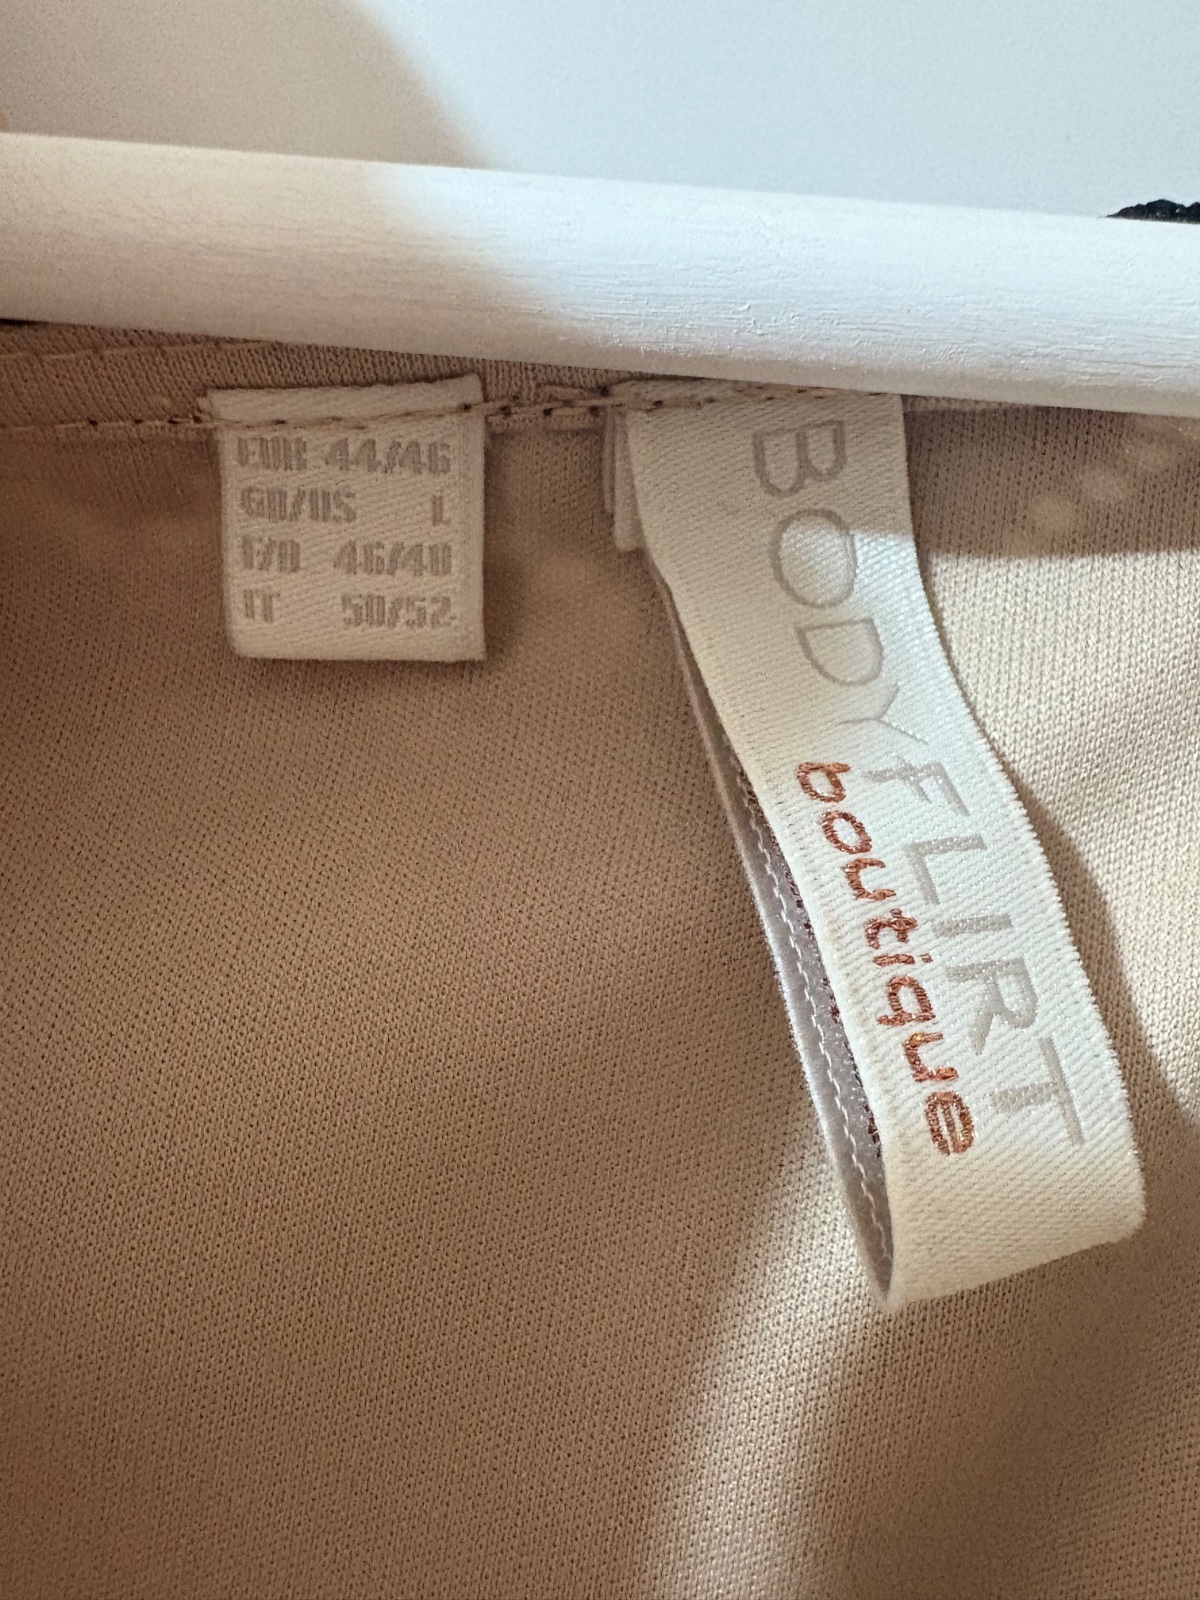 EUR 44/46
GB/US L
F/B 46/48
IT 50/52
BODYFLIRT
boutique